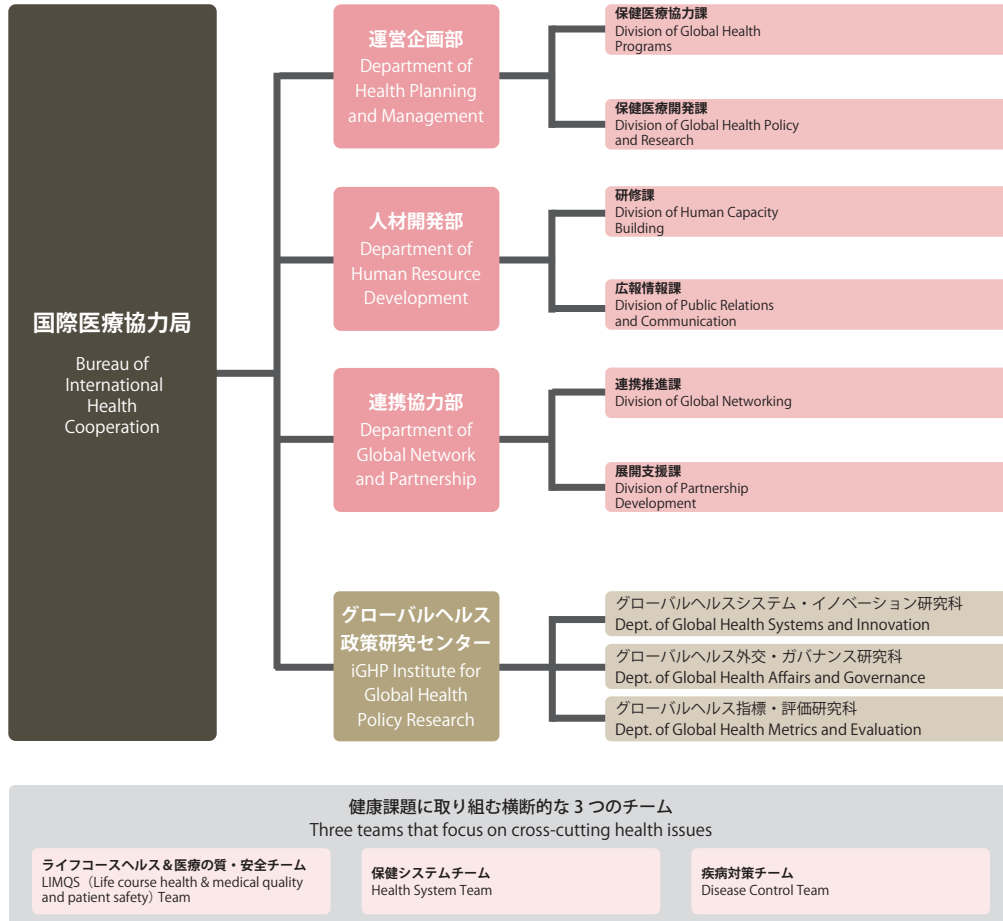 国際医療協力局
Bureau of
International
Health
Cooperation
運営企画部
Department of
Health Planning
and Management
保健医療協力課
Division of Global Health
Programs
保健医療開発課
Division of Global Health Policy
and Research
人材開発部
Department of
Human Resource
Development
研修課
Division of Human Capacity
Building
広報情報課
Division of Public Relations
and Communication
連携協力部
Department of
Global Network
and Partnership
連携推進課
Division of Global Networking
展開支援課
Division of Partnership
Development
グローバルヘルス
政策研究センター
iGHP Institute for
Global Health
Policy Research
グローバルヘルスシステム・イノベーション研究科
Dept. of Global Health Systems and Innovation
グローバルヘルス外交・ガバナンス研究科
Dept. of Global Health Affairs and Governance
グローバルヘルス指標・評価研究科
Dept. of Global Health Metrics and Evaluation
健康課題に取り組む横断的な 3 つのチーム
Three teams that focus on cross-cutting health issues
ライフコースヘルス&医療の質・安全チーム
LIMQS（Life course health & medical quality
and patient safety）Team
保健システムチーム
Health System Team
疾病対策チーム
Disease Control Team